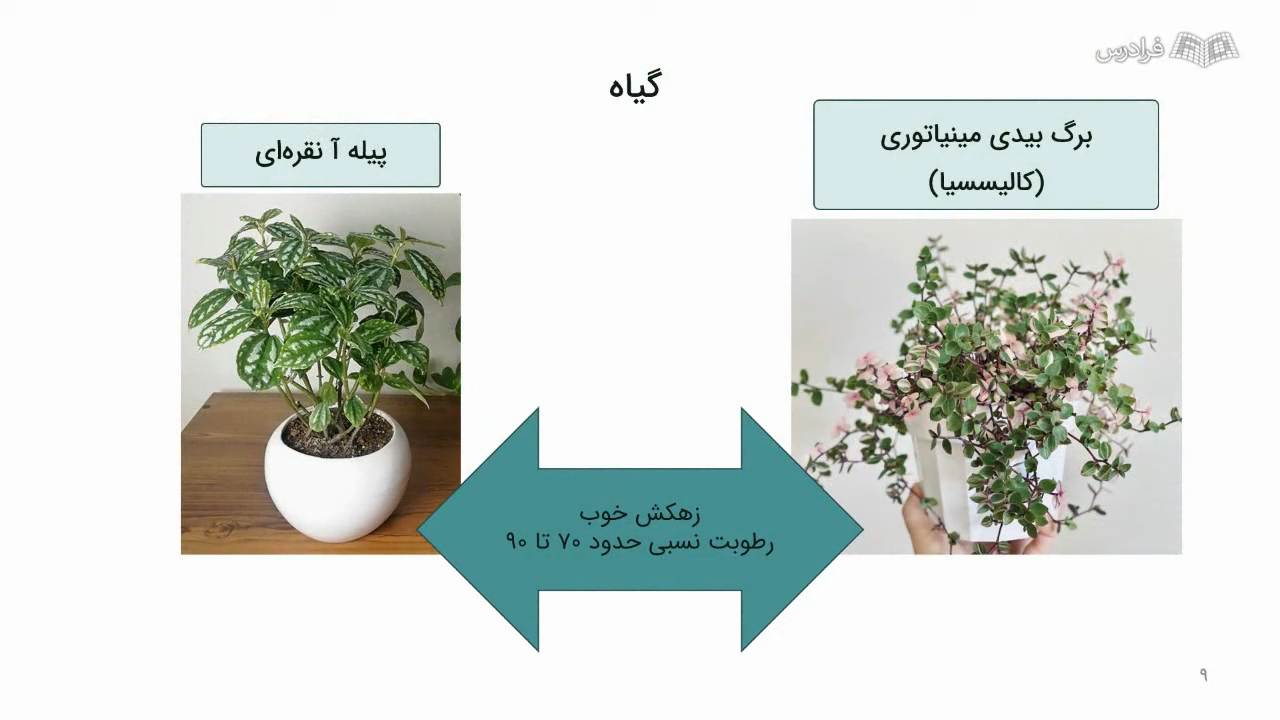 فرادرس
گیاه
برگ بیدی مینیاتوری
(کالیسسیا)
پیله آ نقره‌ای
زهکش خوب
رطوبت نسبی حدود ۷۰ تا ۹۰
۹